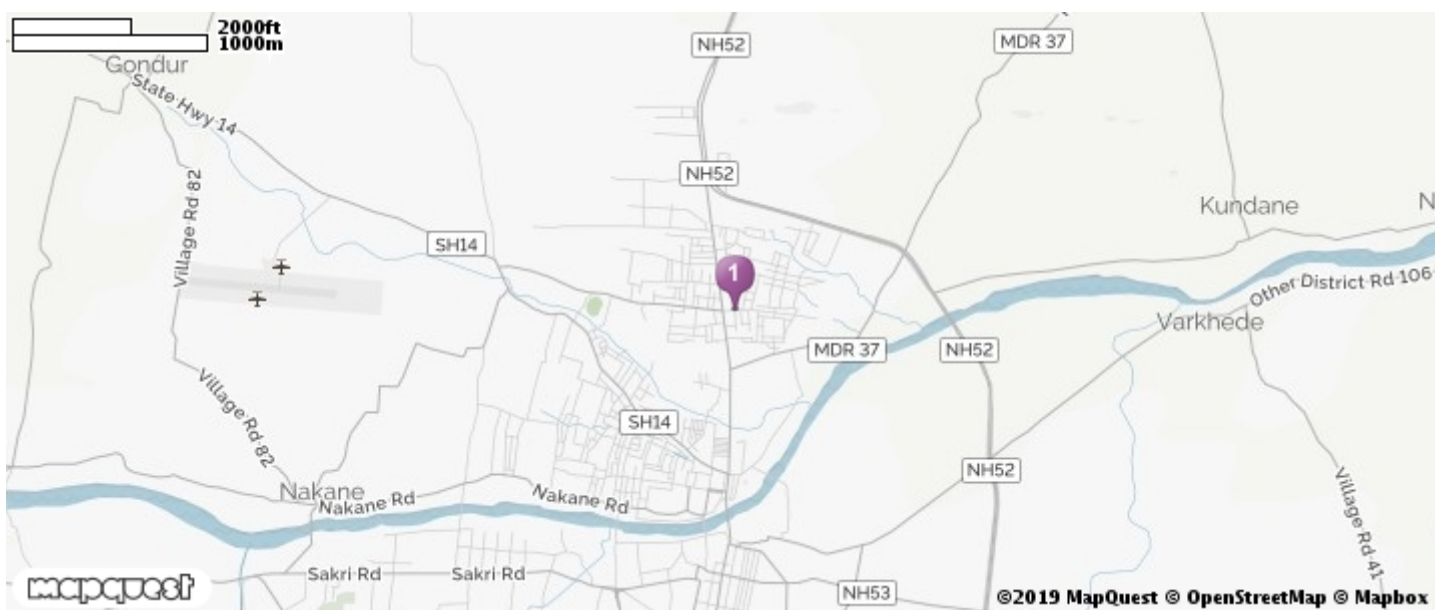 2000ft
1000m
NH52
MDR 37
Gondur
State Hwy 14
NH52
Village Rd 82
Kundane
N
SH14
1
Other District Rd 106
Varkhede
MDR 37
NH52
Village Rd 82
SH14
NH52
Nakane
Nakane Rd
Nakane Rd
Village Rd 41
Sakri Rd
Sakri Rd
NH53
mapquest
©2019 MapQuest © OpenStreetMap © Mapbox